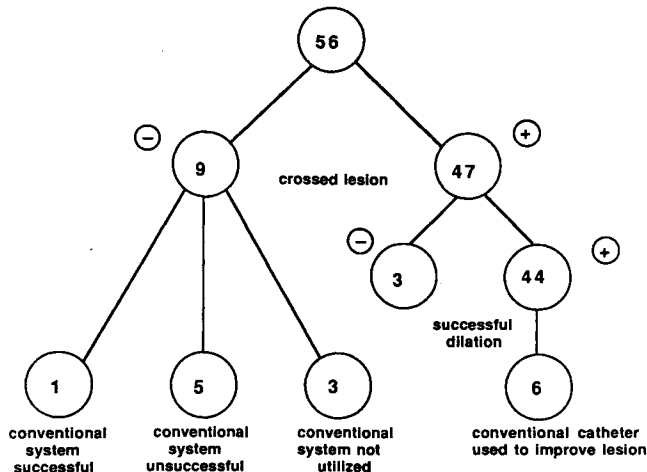 56
−
9
crossed lesion
+
47
−
3
+
44
successful
dilation
1
conventional
system
successful
5
conventional
system
unsuccessful
3
conventional
system not
utilized
6
conventional catheter
used to improve lesion